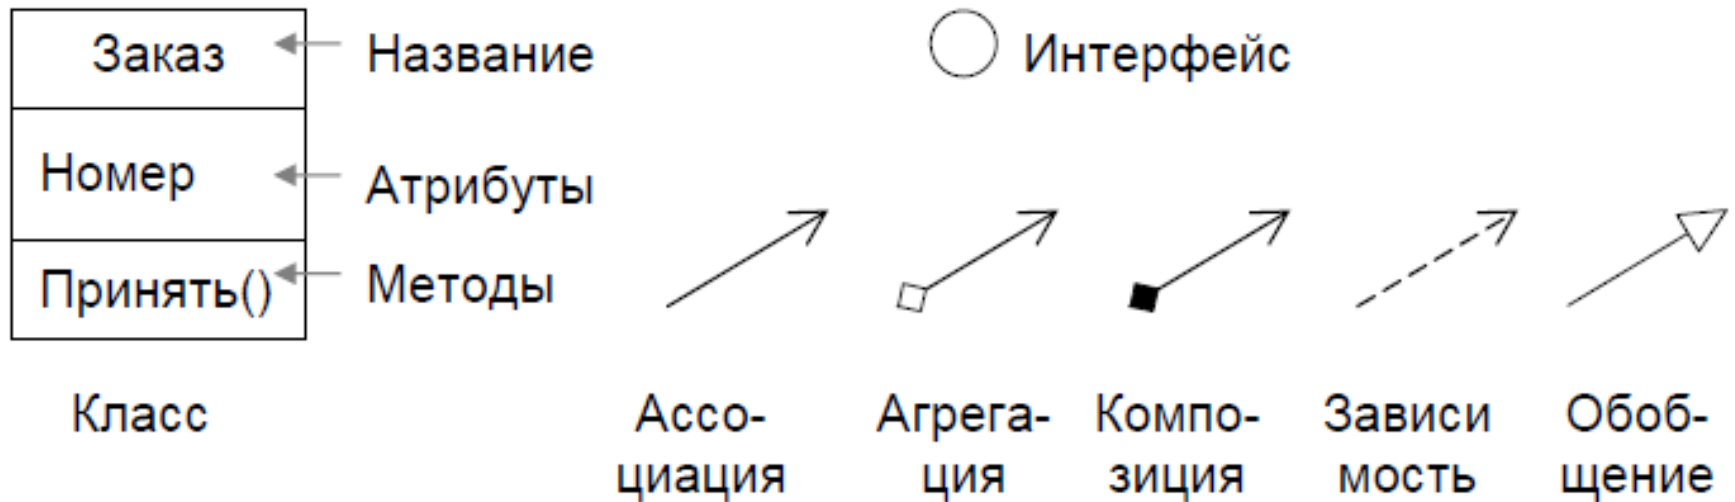 Заказ
Название
Интерфейс
Номер
Атрибуты
Принять()
Методы
Класс
Ассо-
циация
Агрега-
ция
Компо-
зиция
Зависи
мость
Обоб-
щение